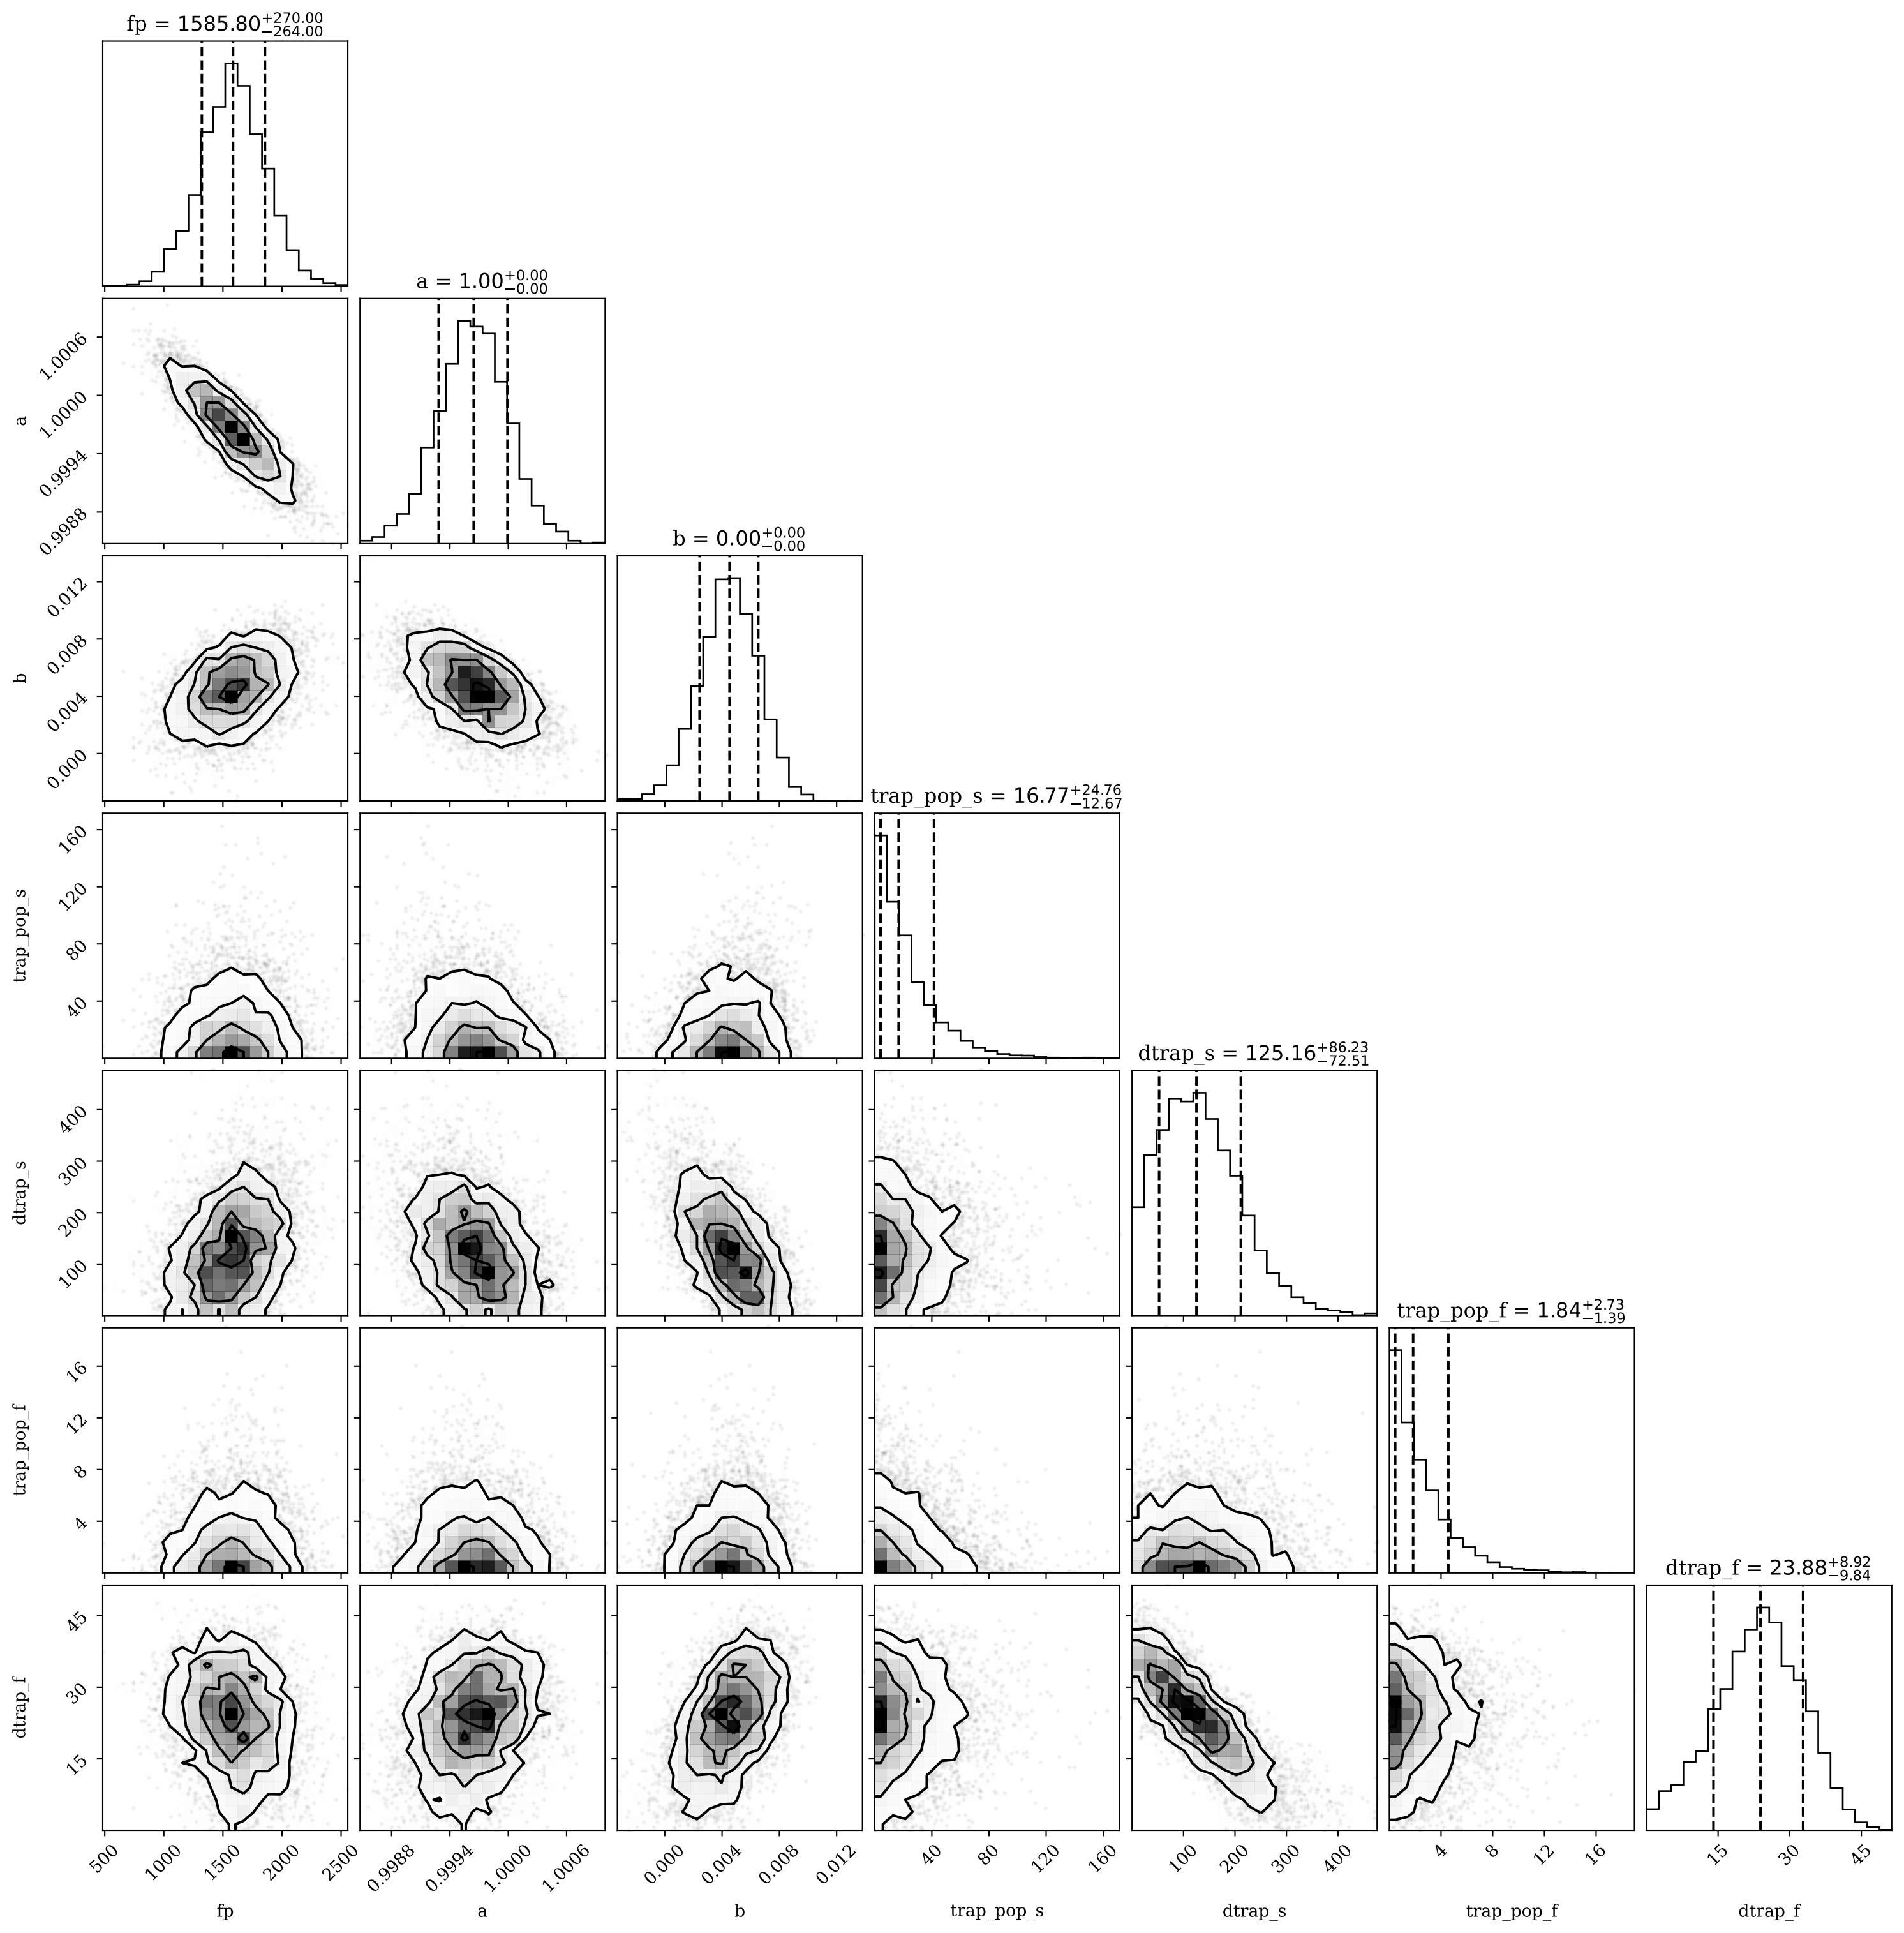 fp = 1585.80 +270.00 −264.00
a = 1.00 +0.00 −0.00
1.0006
1.0000
0.9994
0.9988
a
b = 0.00 +0.00 −0.00
0.012
0.008
0.004
0.000
b
trap_pop_s = 16.77 +24.76 −12.67
160
120
80
40
trap_pop_s
dtrap_s = 125.16 +86.23 −72.51
400
300
200
100
dtrap_s
trap_pop_f = 1.84 +2.73 −1.39
16
12
8
4
trap_pop_f
dtrap_f = 23.88 +8.92 −9.84
45
30
15
dtrap_f
500 1000 1500 2000 2500 0.9988 0.9994 1.0000 1.0006 0.000 0.004 0.008 0.012 40 80 120 160 100 200 300 400 4 8 12 16 15 30 45
fp a b trap_pop_s dtrap_s trap_pop_f dtrap_f